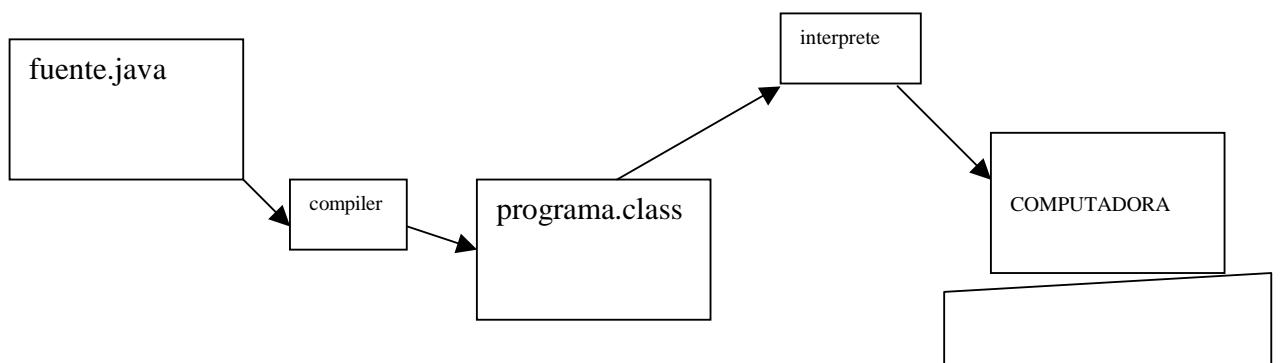 fuente.java
compiler
programa.class
interprete
COMPUTADORA